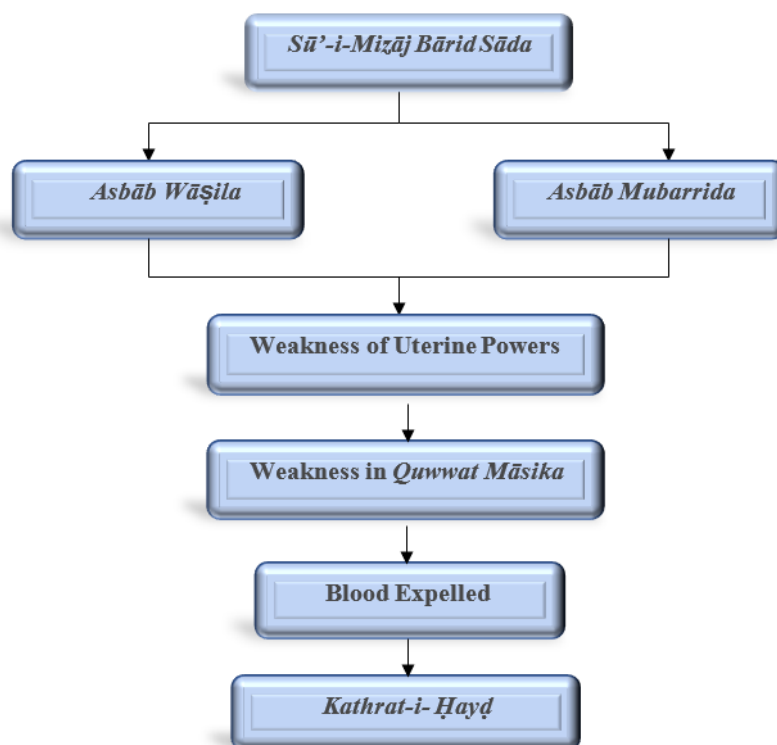 Sū’-i-Mizāj Bārid Sāda
Asbāb Wāṣila
Asbāb Mubarrida
Weakness of Uterine Powers
Weakness in Quwwat Māsika
Blood Expelled
Kathrat-i- Ḥayḍ